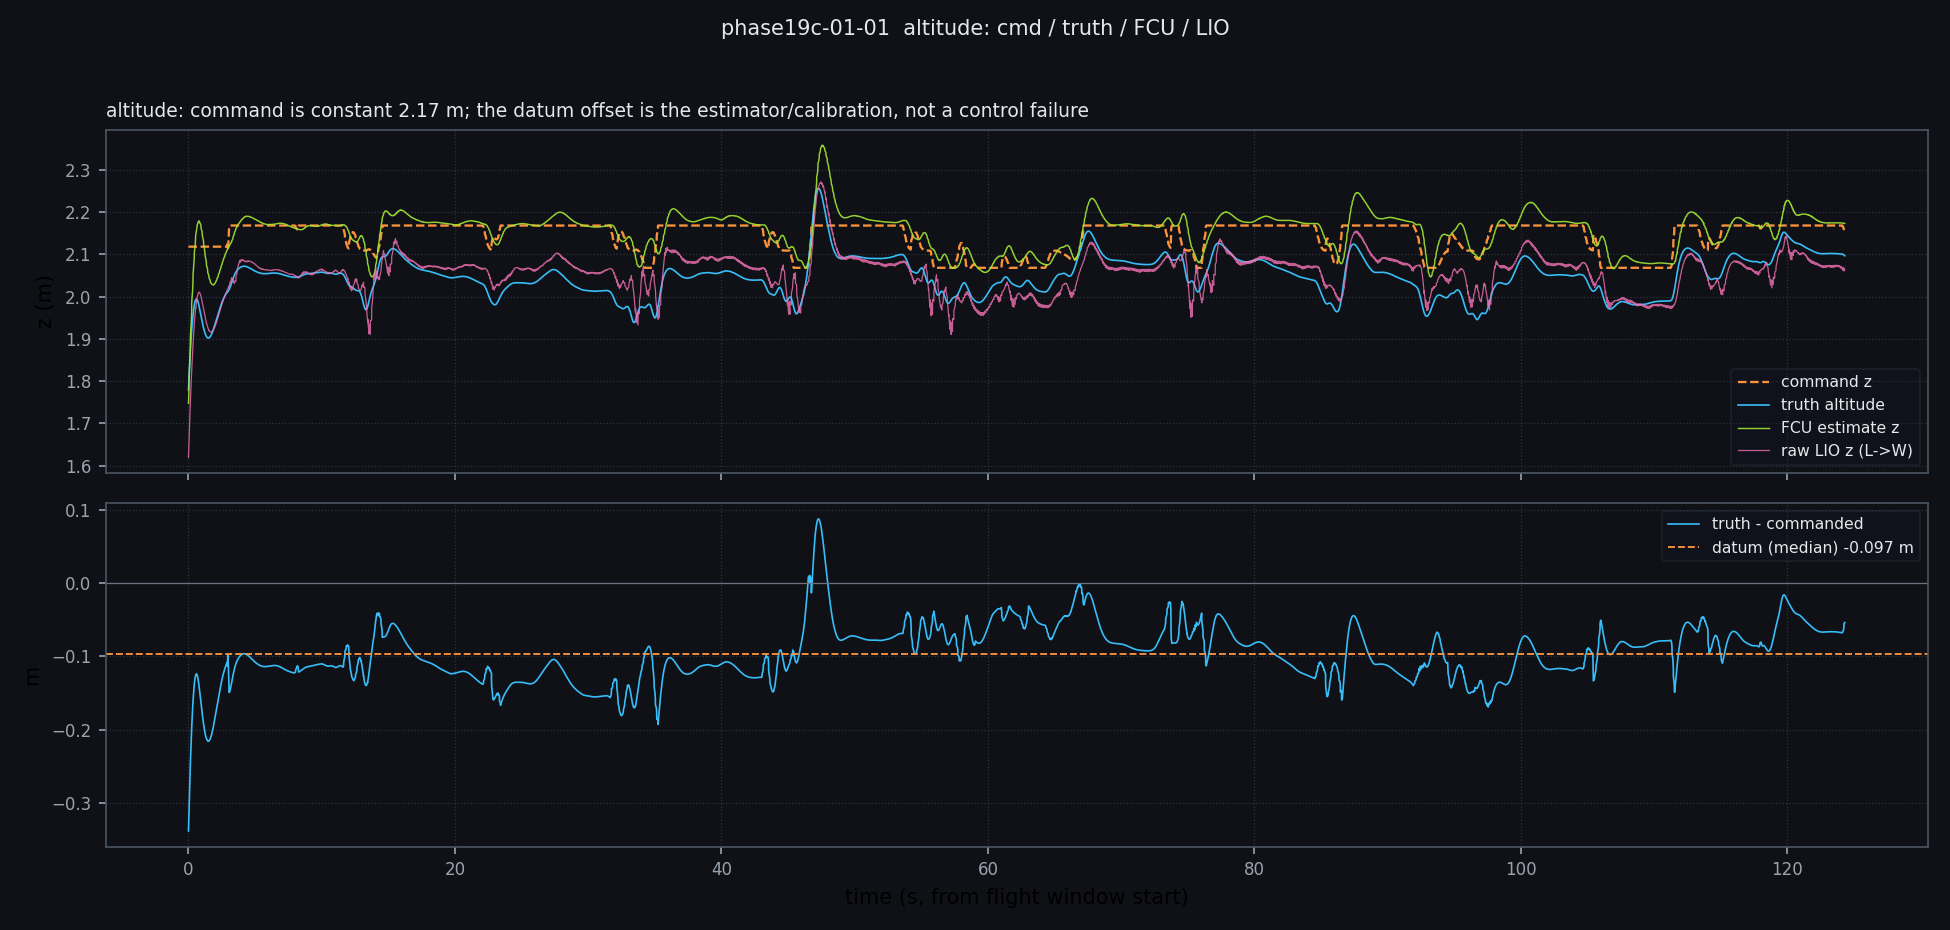 phase19c-01-01  altitude: cmd / truth / FCU / LIO
altitude: command is constant 2.17 m; the datum offset is the estimator/calibration, not a control failure
z (m)
2.3
2.2
2.1
2.0
1.9
1.8
1.7
1.6
command z
truth altitude
FCU estimate z
raw LIO z (L->W)
m
0.1
0.0
−0.1
−0.2
−0.3
truth - commanded
datum (median) -0.097 m
0
20
40
60
80
100
120
time (s, from flight window start)